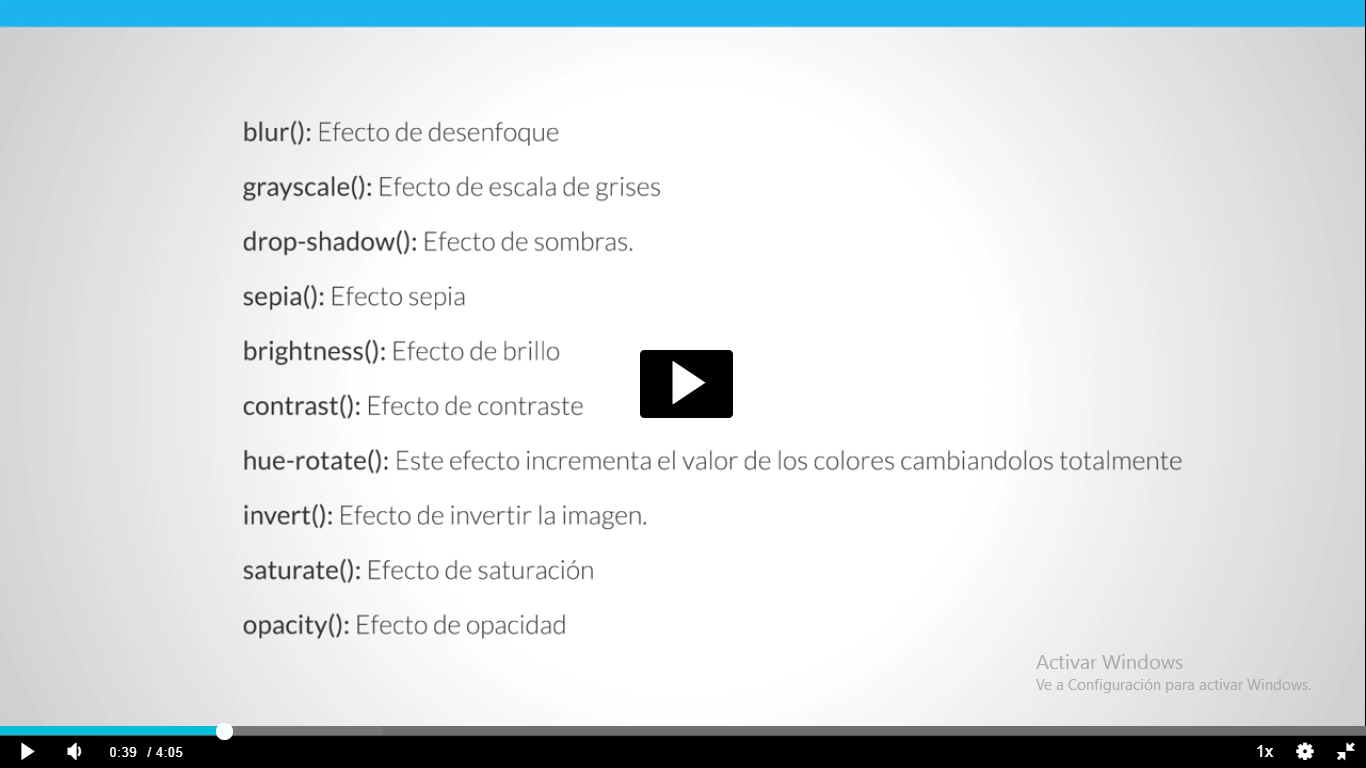 blur(): Efecto de desenfoque
grayscale(): Efecto de escala de grises
drop-shadow(): Efecto de sombras.
sepia(): Efecto sepia
brightness(): Efecto de brillo
contrast(): Efecto de contraste
hue-rotate(): Este efecto incrementa el valor de los colores cambiandolos totalmente
invert(): Efecto de invertir la imagen.
saturate(): Efecto de saturación
opacity(): Efecto de opacidad
Activar Windows
Ve a Configuración para activar Windows.
0:39 / 4:05 1x